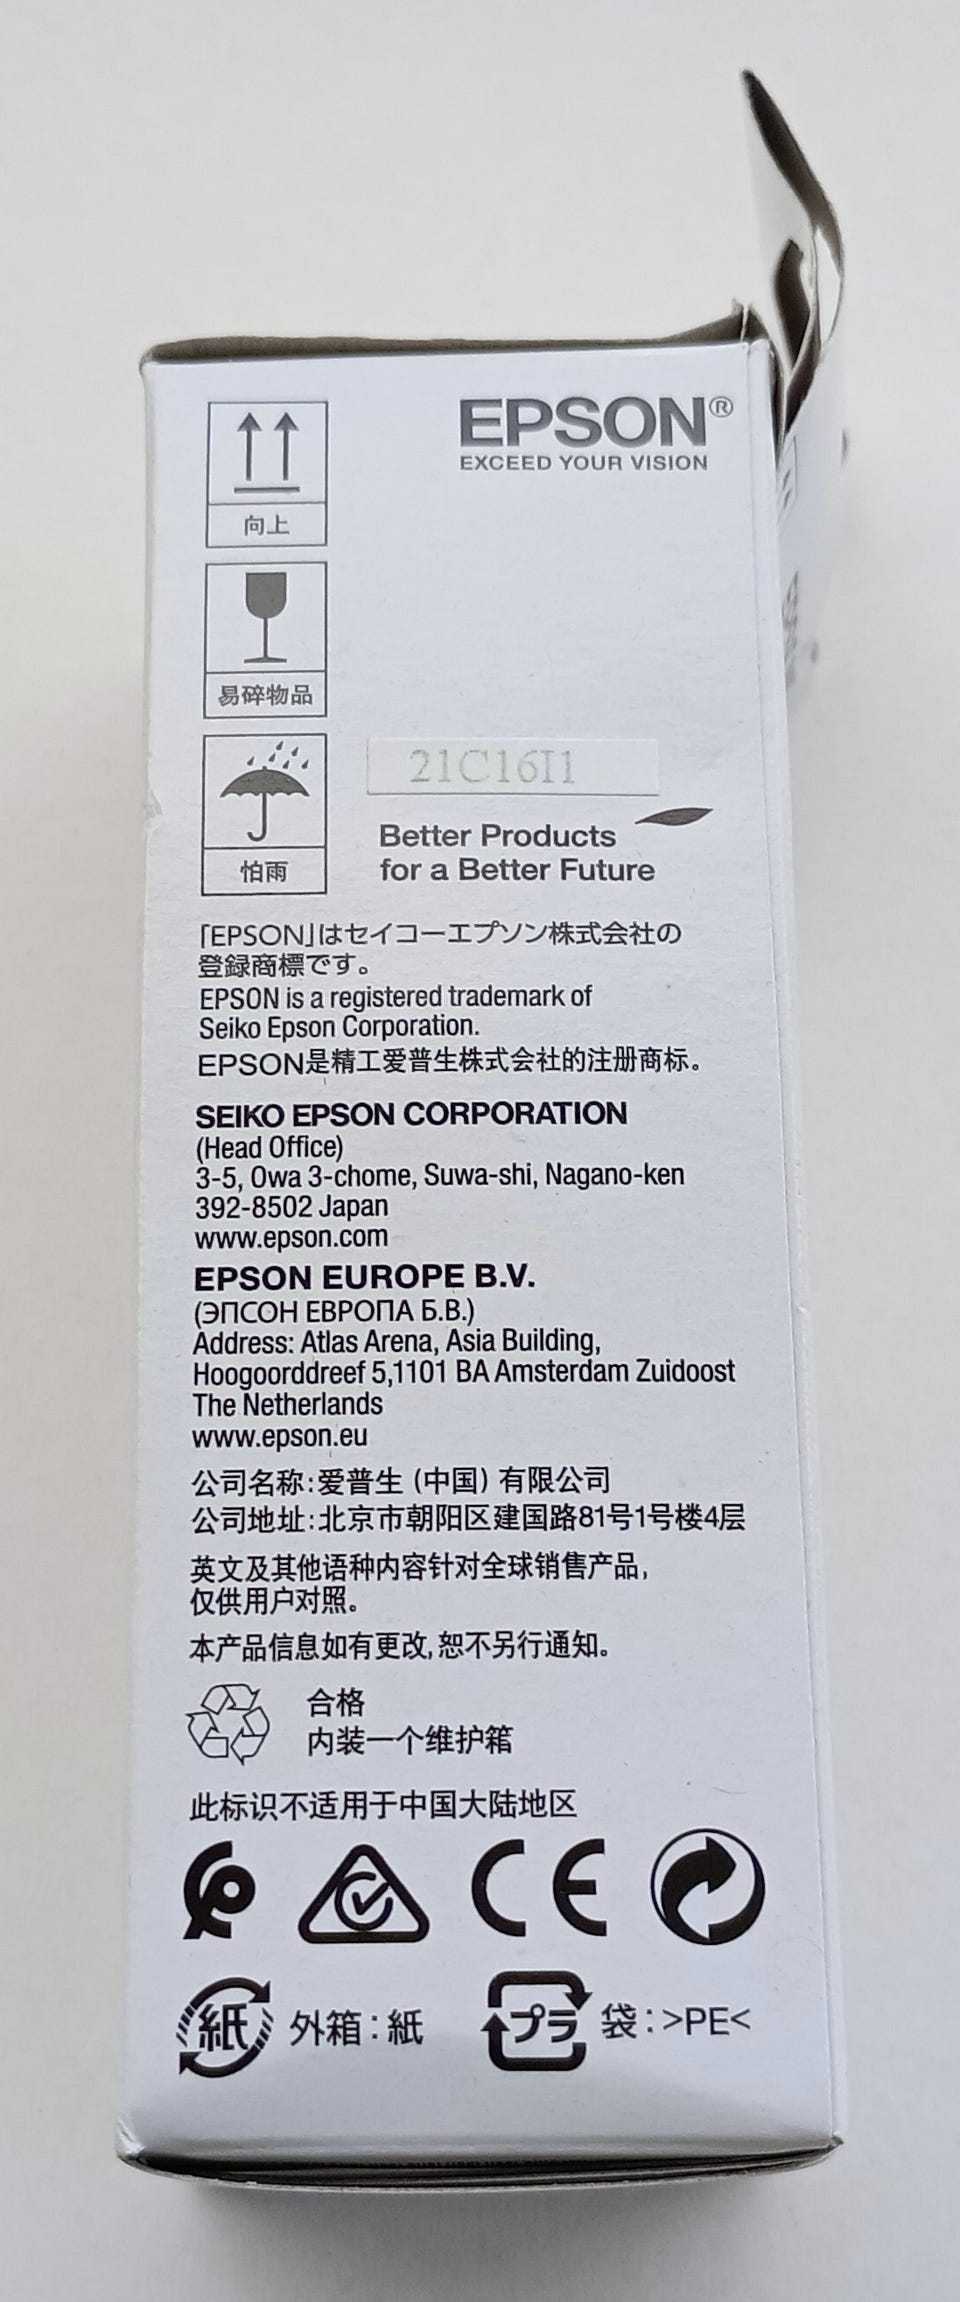 EPSON®
EXCEED YOUR VISION
向上
易碎物品
怕雨
21C16I1
Better Products
for a Better Future
「EPSON」はセイコーエプソン株式会社の
登録商標です。
EPSON is a registered trademark of
Seiko Epson Corporation.
EPSON是精工爱普生株式会社的注册商标。
SEIKO EPSON CORPORATION
(Head Office)
3-5, Owa 3-chome, Suwa-shi, Nagano-ken
392-8502 Japan
www.epson.com
EPSON EUROPE B.V.
(ЭПСОН ЕВРОПА Б.В.)
Address: Atlas Arena, Asia Building,
Hoogoorddreef 5,1101 BA Amsterdam Zuidoost
The Netherlands
www.epson.eu
公司名称:爱普生 (中国) 有限公司
公司地址:北京市朝阳区建国路81号1号楼4层
英文及其他语种内容针对全球销售产品,
仅供用户对照。
本产品信息如有更改,恕不另行通知。
合格
内装一个维护箱
此标识不适用于中国大陆地区
CE
紙 外箱:紙 プラ 袋:>PE<